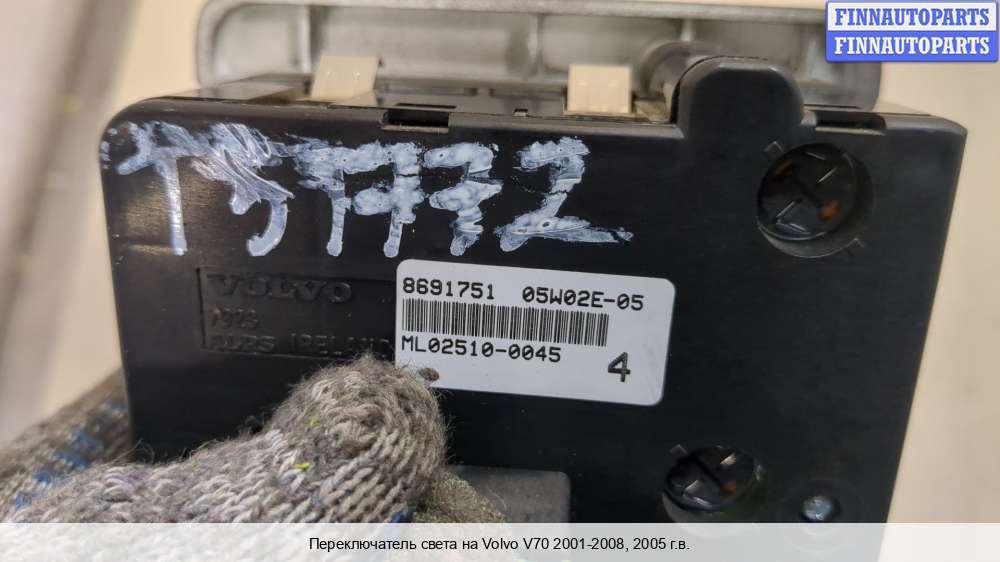 FINNAUTOPARTS
FINNAUTOPARTS
VOLVO
8691751 05W02E-05
ALPS IRELAND
ML02510-0045
4
Переключатель света на Volvo V70 2001-2008, 2005 г.в.